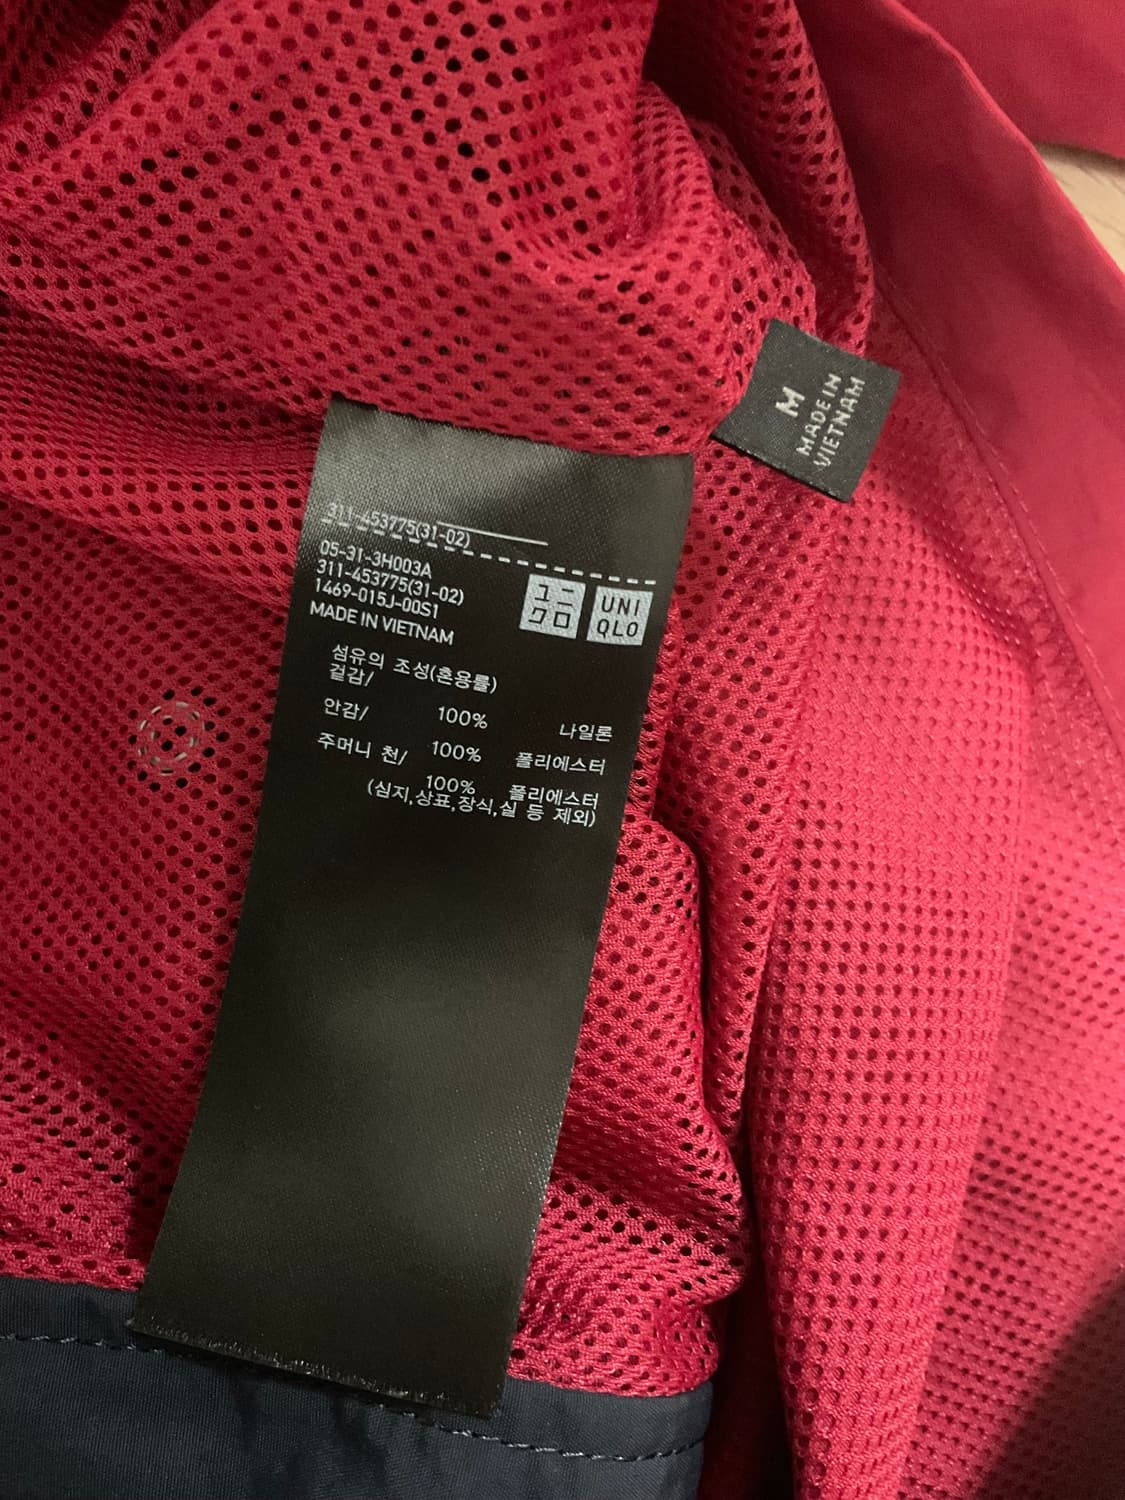 M
MADE IN
VIETNAM
311-453775(31-02)
05-31-3H003A
311-453775(31-02)
1469-015J-00S1
MADE IN VIETNAM
ユニ
クロ
UNI
QLO
섬유의 조성(혼용률)
겉감/
100% 나일론
안감/
100% 폴리에스터
주머니 천/
100% 폴리에스터
(심지,상표,장식,실 등 제외)